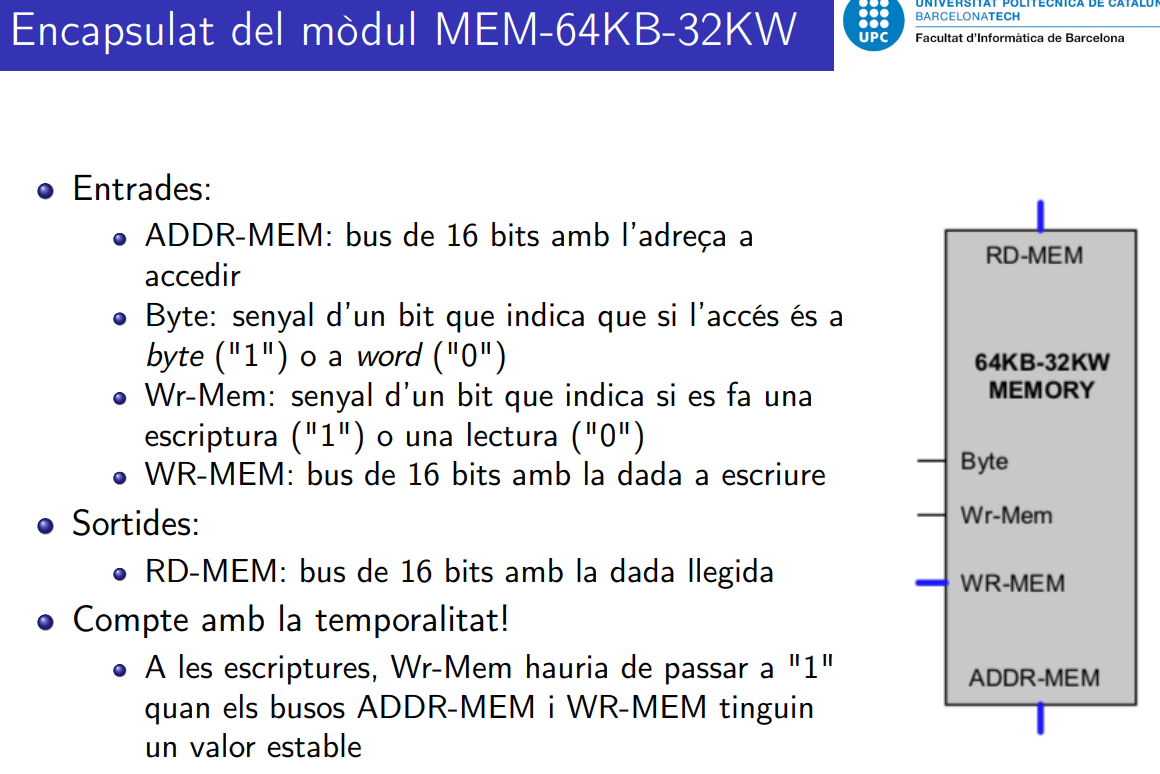 Encapsulat del mòdul MEM-64KB-32KW
UNIVERSITAT POLITÈCNICA DE CATALUN
BARCELONATECH
Facultat d'Informàtica de Barcelona
UPC
Entrades:
ADDR-MEM: bus de 16 bits amb l'adreça a
accedir
Byte: senyal d'un bit que indica que si l'accés és a
byte ("1") o a word ("0")
Wr-Mem: senyal d'un bit que indica si es fa una
escriptura ("1") o una lectura ("0")
WR-MEM: bus de 16 bits amb la dada a escriure
Sortides:
RD-MEM: bus de 16 bits amb la dada llegida
Compte amb la temporalitat!
A les escriptures, Wr-Mem hauria de passar a "1"
quan els busos ADDR-MEM i WR-MEM tinguin
un valor estable
RD-MEM
64KB-32KW
MEMORY
Byte
Wr-Mem
WR-MEM
ADDR-MEM